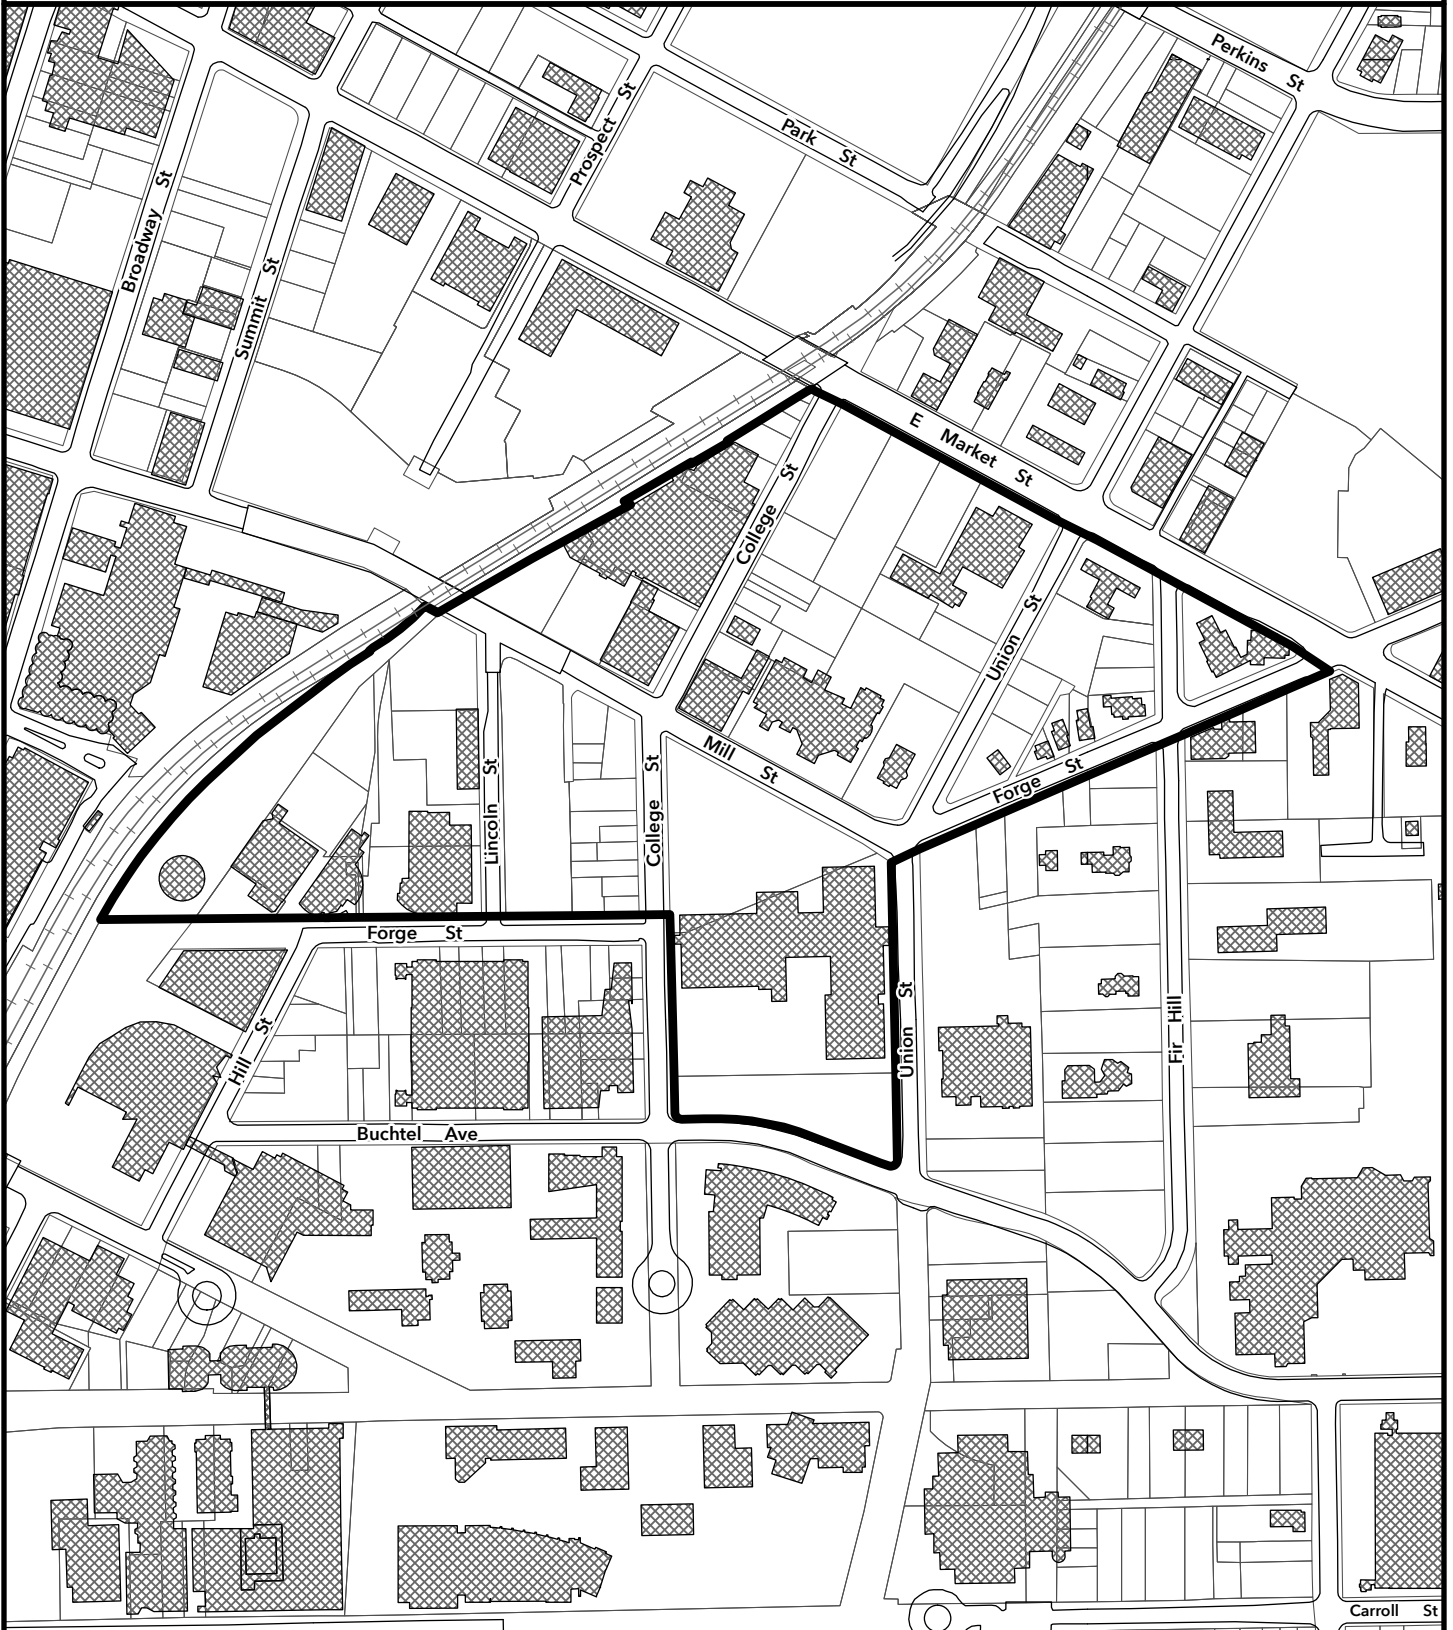 Perkins St
Park St
Prospect St
Broadway St
Summit St
E Market St
College St
Union St
Mill St
Forge St
Lincoln St
College St
Forge St
Hill St
Union St
Fir Hill
Buchtel Ave
Carroll St